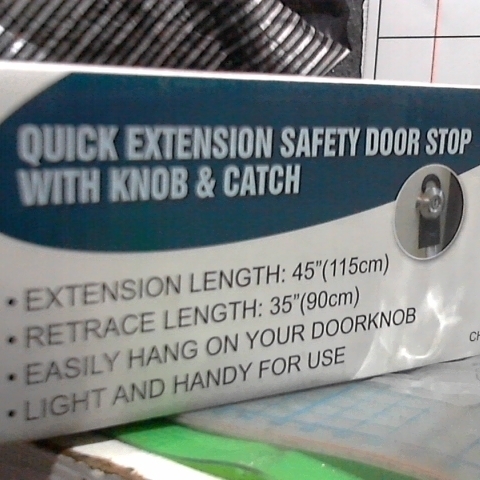 QUICK EXTENSION SAFETY DOOR STOP
WITH KNOB & CATCH
• EXTENSION LENGTH: 45"(115cm)
• RETRACE LENGTH: 35"(90cm)
• EASILY HANG ON YOUR DOORKNOB
• LIGHT AND HANDY FOR USE